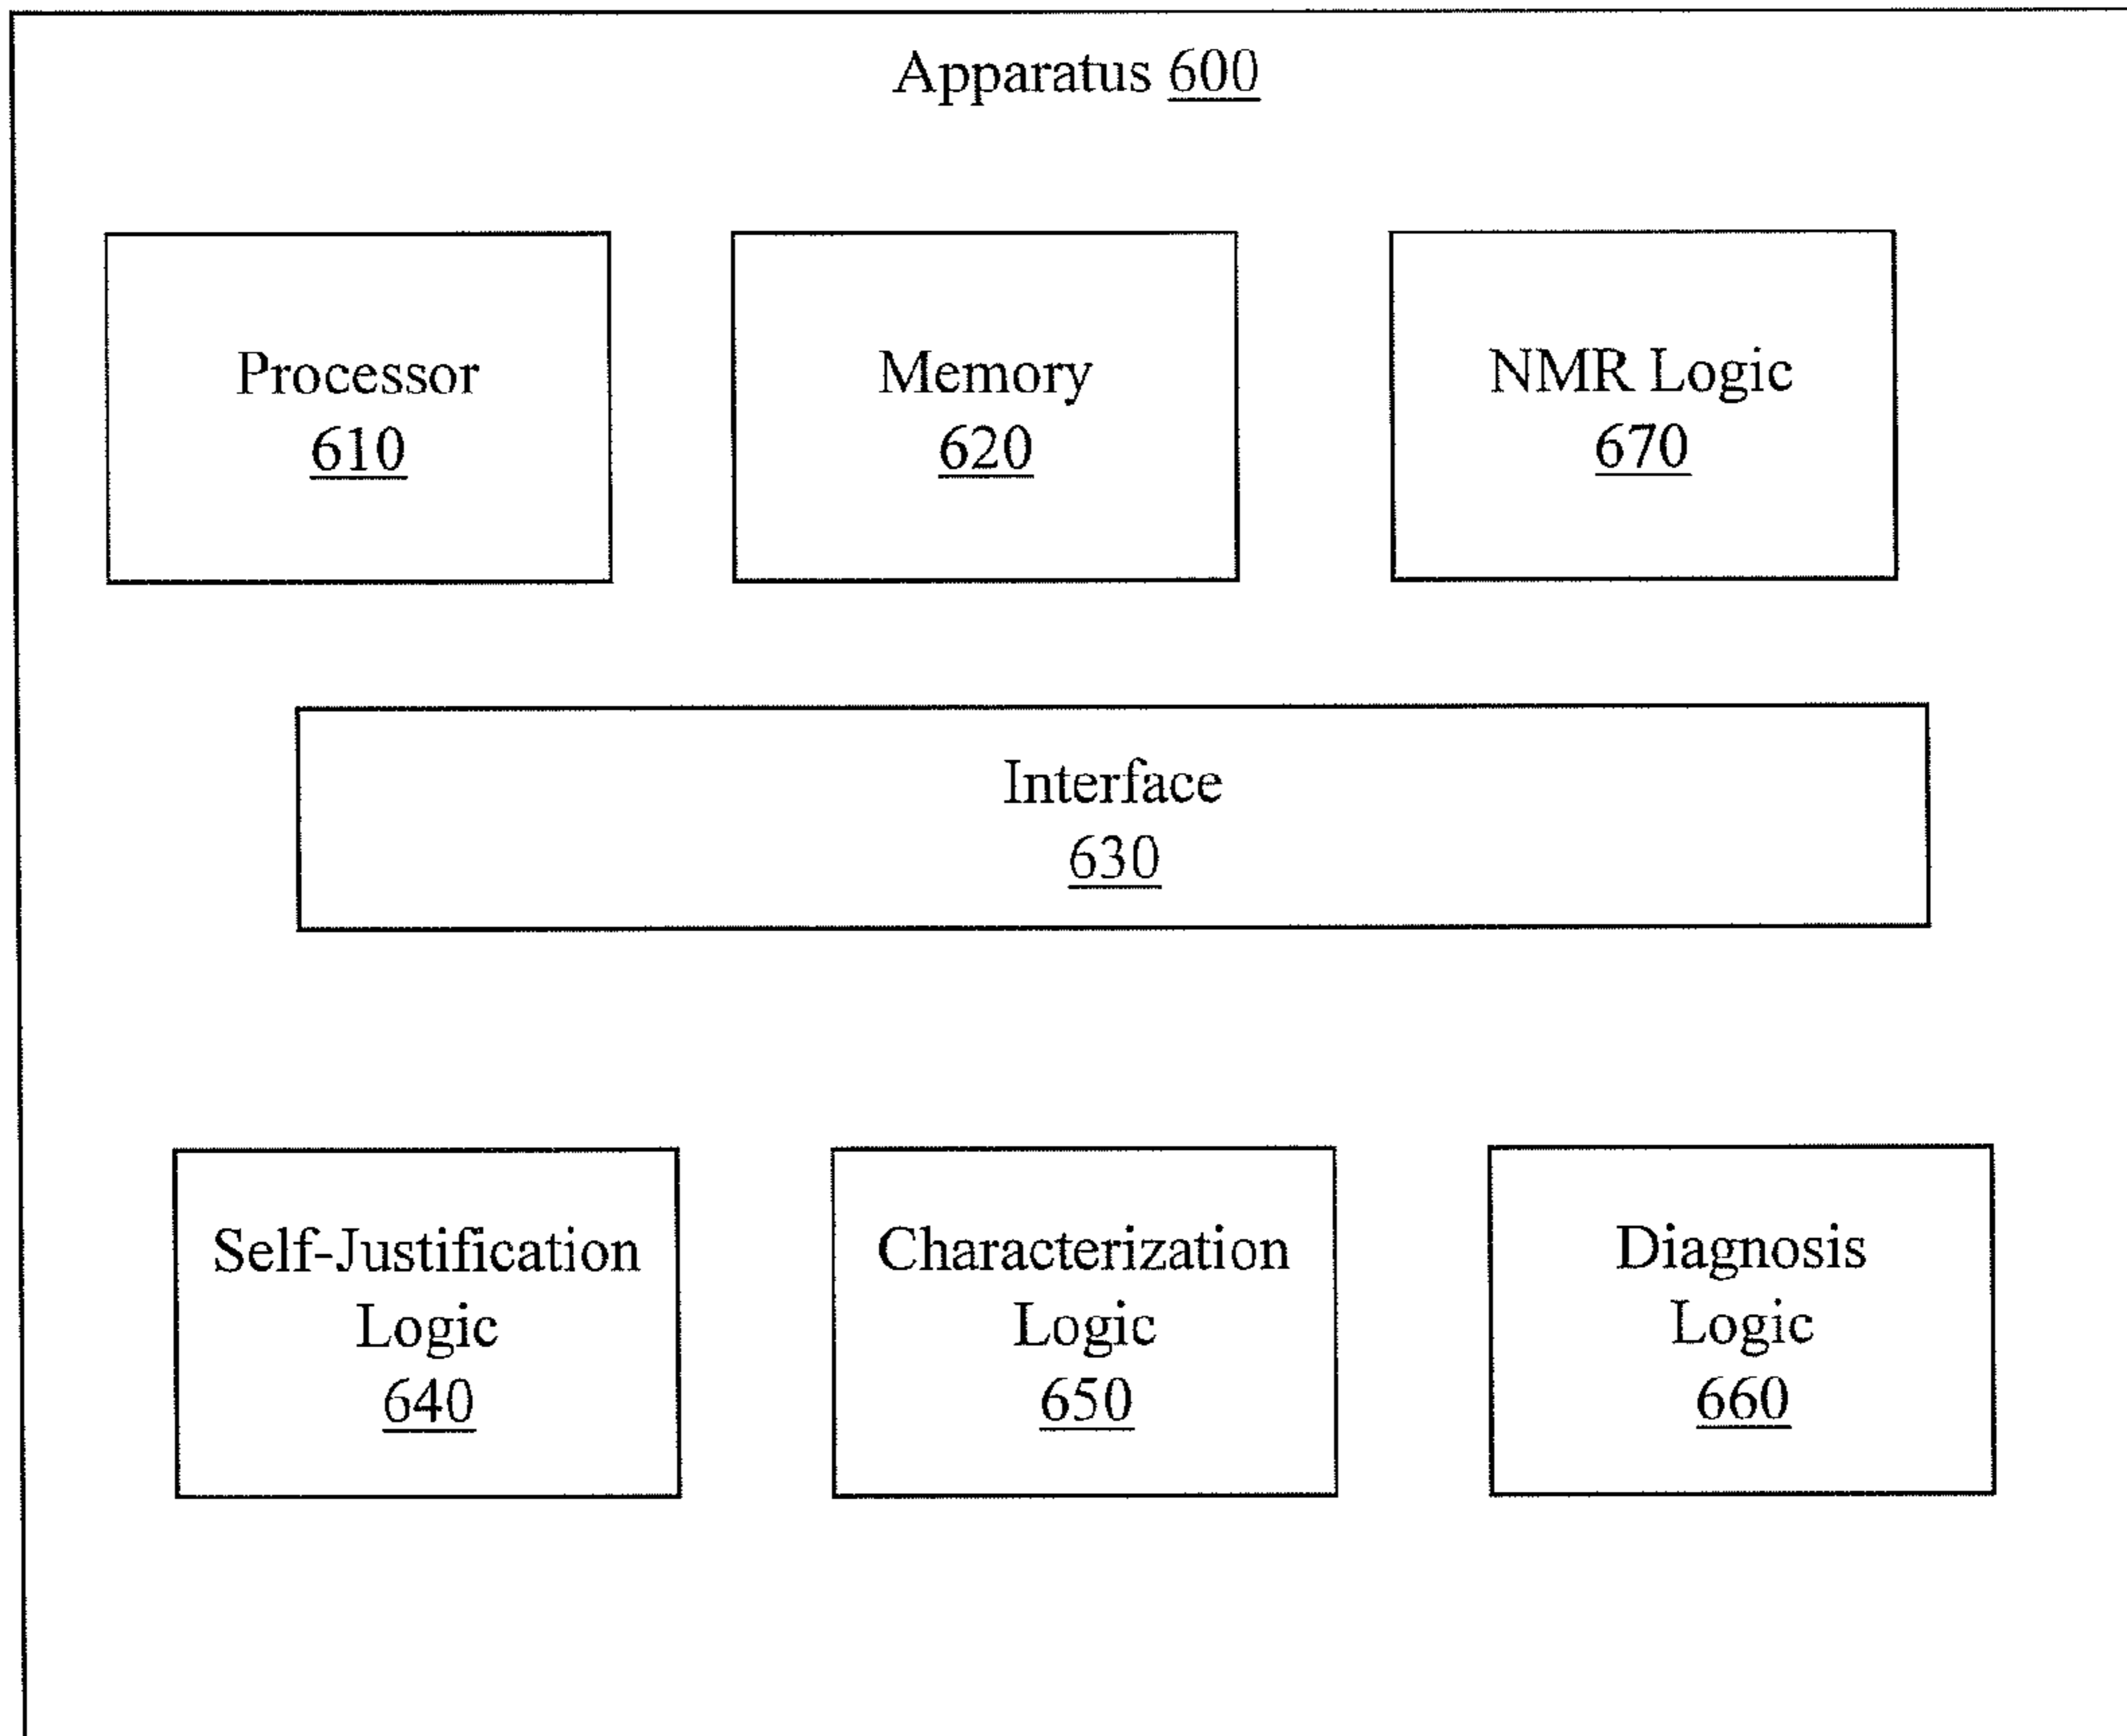 Apparatus 600
Processor
610
Memory
620
NMR Logic
670
Interface
630
Self-Justification
Logic
640
Characterization
Logic
650
Diagnosis
Logic
660